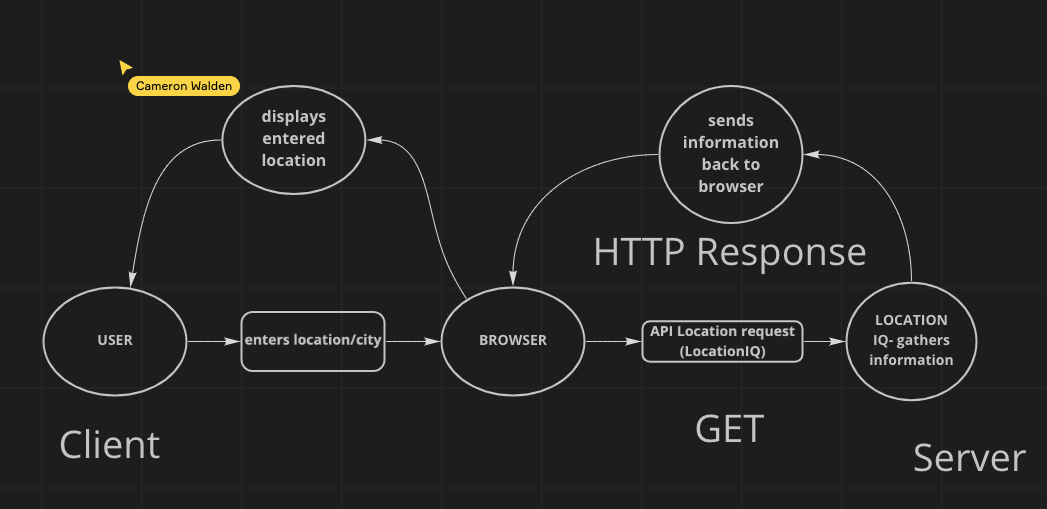 Cameron Walden
displays
entered
location
sends
information
back to
browser
HTTP Response
USER
enters location/city
BROWSER
API Location request
(LocationIQ)
LOCATION
IQ- gathers
information
Client
GET
Server